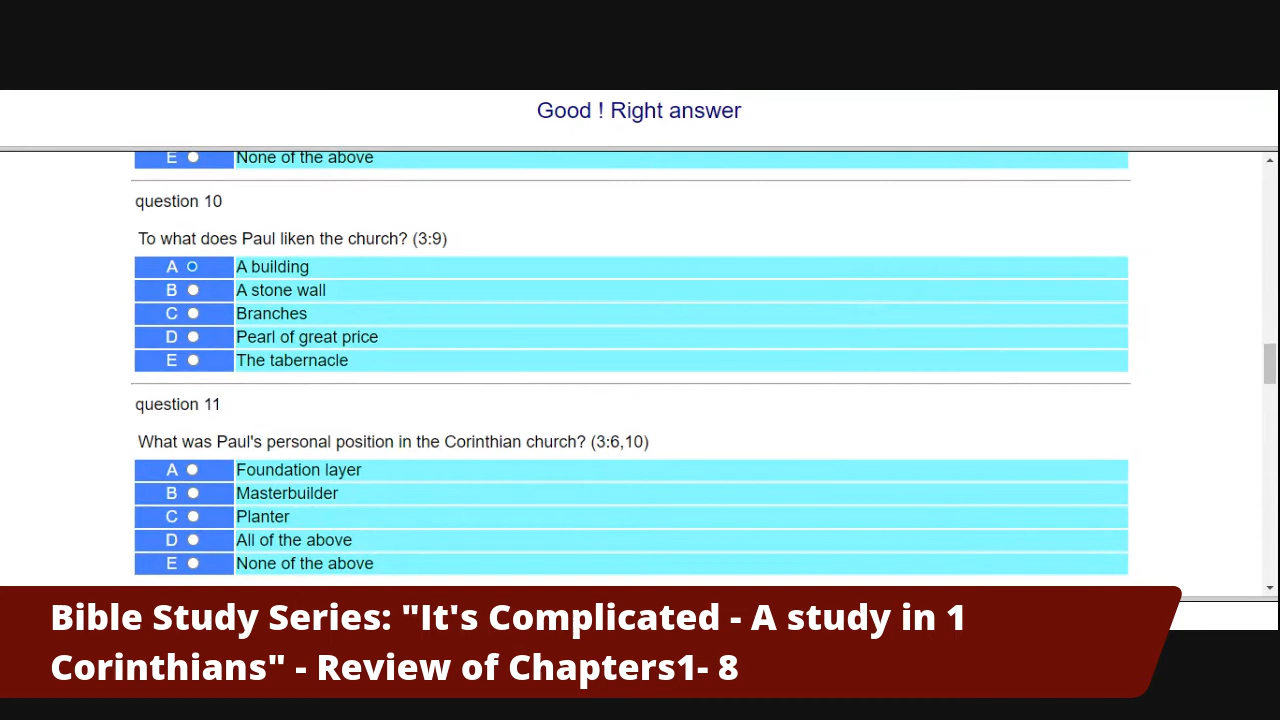 Good ! Right answer
E None of the above
question 10
To what does Paul liken the church? (3:9)
A A building
B A stone wall
C Branches
D Pearl of great price
E The tabernacle
question 11
What was Paul's personal position in the Corinthian church? (3:6,10)
A Foundation layer
B Masterbuilder
C Planter
D All of the above
E None of the above
Bible Study Series: "It's Complicated - A study in 1
Corinthians" - Review of Chapters1- 8